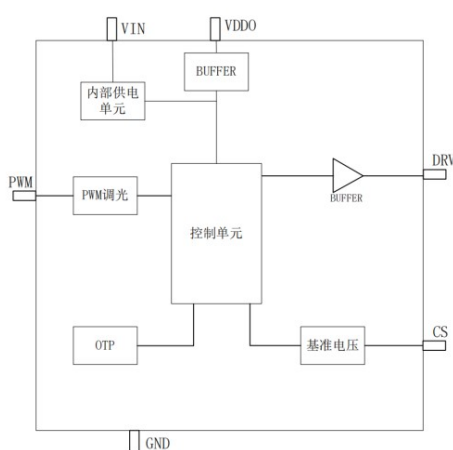 VIN
VDDO
BUFFER
内部供电
单元
DRV
PWM
PWM调光
BUFFER
控制单元
CS
OTP
基准电压
GND